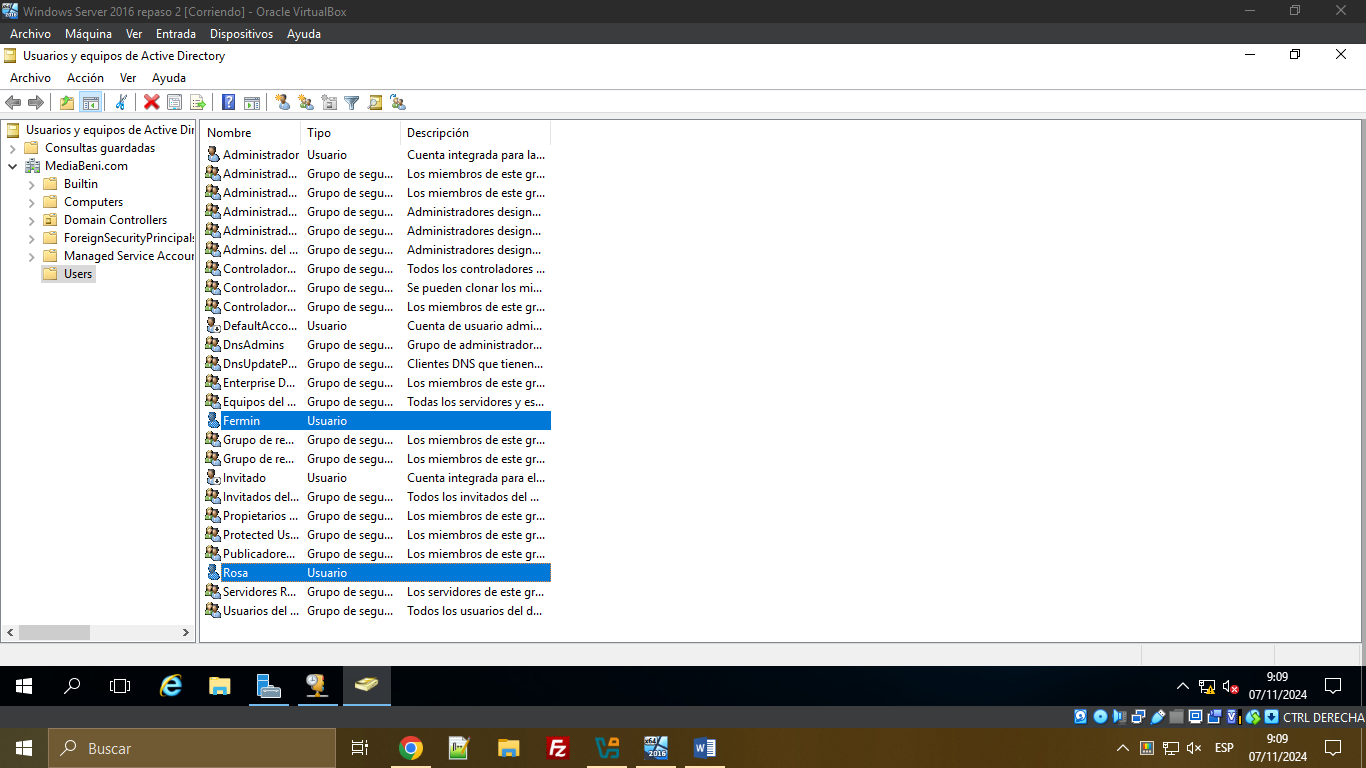 Windows Server 2016 repaso 2 [Corriendo] - Oracle VirtualBox
Archivo Máquina Ver Entrada Dispositivos Ayuda
Usuarios y equipos de Active Directory
Archivo Acción Ver Ayuda
Usuarios y equipos de Active Dir
Consultas guardadas
MediaBeni.com
Builtin
Computers
Domain Controllers
ForeignSecurityPrincipals
Managed Service Accour
Users
Nombre Tipo Descripción
Administrador Usuario Cuenta integrada para la...
Administrad... Grupo de segu... Los miembros de este gr...
Administrad... Grupo de segu... Los miembros de este gr...
Administrad... Grupo de segu... Administradores design...
Administrad... Grupo de segu... Administradores design...
Admins. del ... Grupo de segu... Administradores design...
Controlador... Grupo de segu... Todos los controladores ...
Controlador... Grupo de segu... Se pueden clonar los mi...
Controlador... Grupo de segu... Los miembros de este gr...
DefaultAcco... Usuario Cuenta de usuario admi...
DnsAdmins Grupo de segu... Grupo de administrador...
DnsUpdateP... Grupo de segu... Clientes DNS que tienen...
Enterprise D... Grupo de segu... Los miembros de este gr...
Equipos del ... Grupo de segu... Todas los servidores y es...
Fermin Usuario
Grupo de re... Grupo de segu... Los miembros de este gr...
Grupo de re... Grupo de segu... Los miembros de este gr...
Invitado Usuario Cuenta integrada para el...
Invitados del... Grupo de segu... Todos los invitados del ...
Propietarios ... Grupo de segu... Los miembros de este gr...
Protected Us... Grupo de segu... Los miembros de este gr...
Publicadore... Grupo de segu... Los miembros de este gr...
Rosa Usuario
Servidores R... Grupo de segu... Los servidores de este gr...
Usuarios del ... Grupo de segu... Todos los usuarios del d...
9:09
07/11/2024
CTRL DERECHA
Buscar
x64
2016
ESP
9:09
07/11/2024